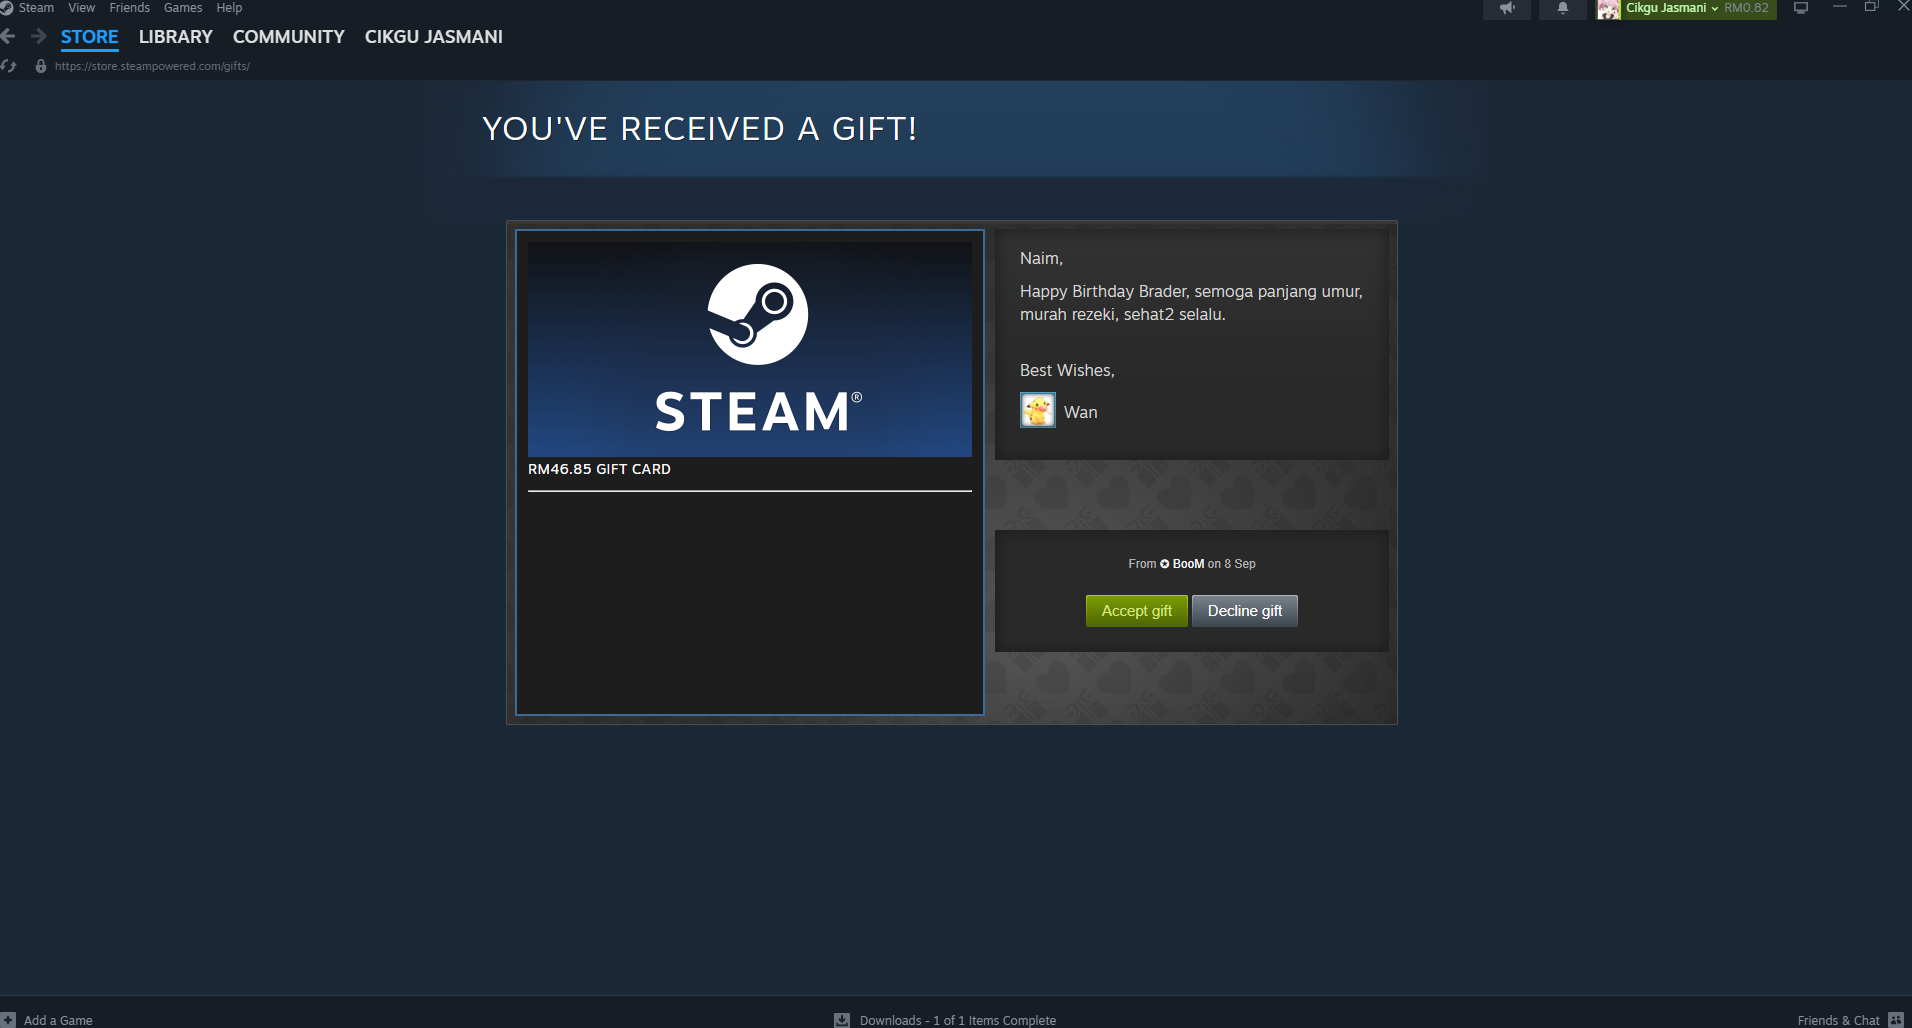 Steam View Friends Games Help
Cikgu Jasmani RM0.82
STORE LIBRARY COMMUNITY CIKGU JASMANI
https://store.steampowered.com/gifts/
YOU'VE RECEIVED A GIFT!
STEAM®
RM46.85 GIFT CARD
Naim,
Happy Birthday Brader, semoga panjang umur,
murah rezeki, sehat2 selalu.
Best Wishes,
Wan
From ✪ BooM on 8 Sep
Accept gift Decline gift
Add a Game
Downloads - 1 of 1 Items Complete
Friends & Chat